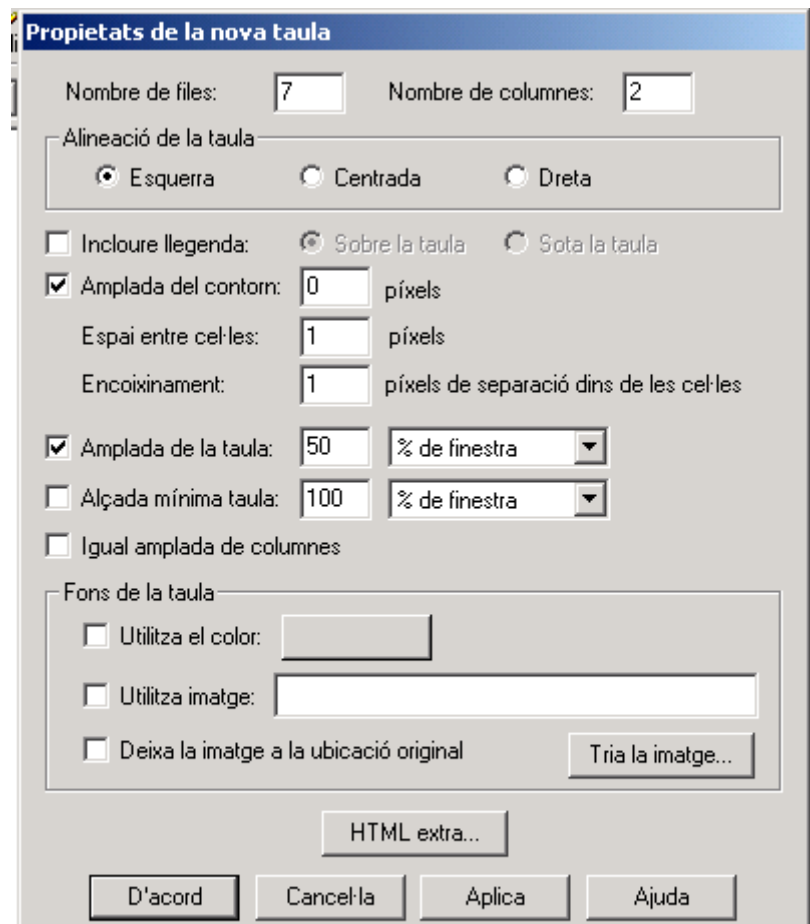 Propietats de la nova taula
Nombre de files: 7 Nombre de columnes: 2
Alineació de la taula
Esquerra Centrada Dreta
Incloure llegenda: Sobre la taula Sota la taula
Amplada del contorn: 0 píxels
Espai entre cel·les: 1 píxels
Encoixinament: 1 píxels de separació dins de les cel·les
Amplada de la taula: 50 % de finestra
Alçada mínima taula: 100 % de finestra
Igual amplada de columnes
Fons de la taula
Utilitza el color:
Utilitza imatge:
Deixa la imatge a la ubicació original Tria la imatge...
HTML extra...
D'acord Cancel·la Aplica Ajuda